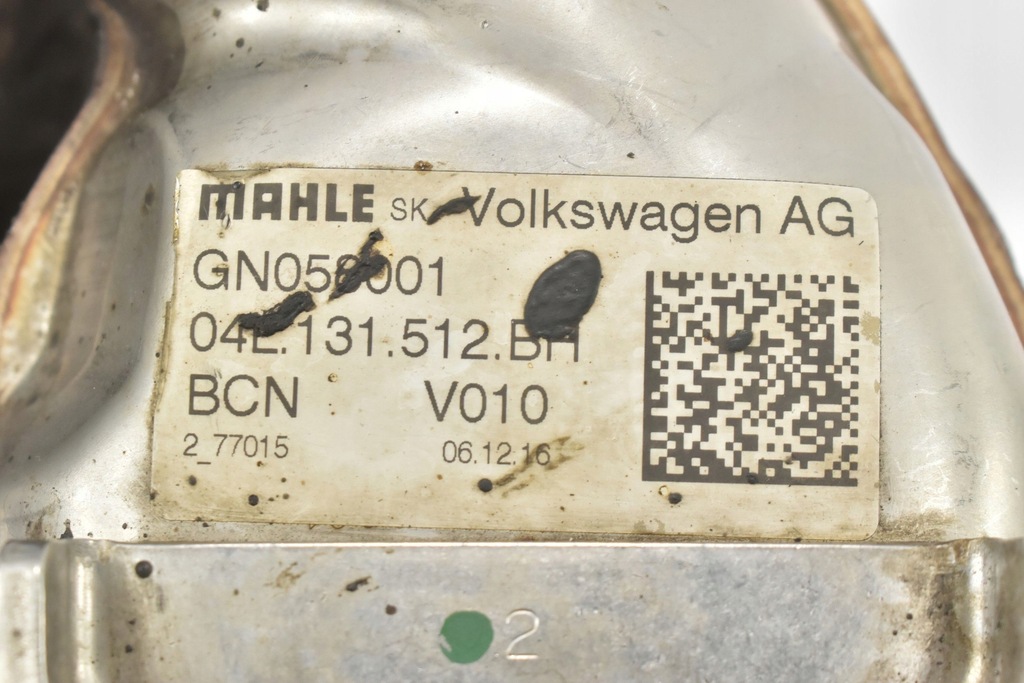 MAHLE SK Volkswagen AG
04L.131.512.BH
BCN V010
2_77015 06.12.16
2